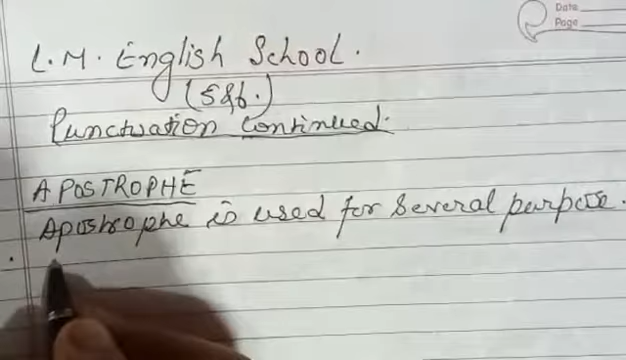 Date
Page
L.M. English School.
(5&6.)
Punctuation continued.
APOSTROPHE
Apostrophe is used for several purpose.